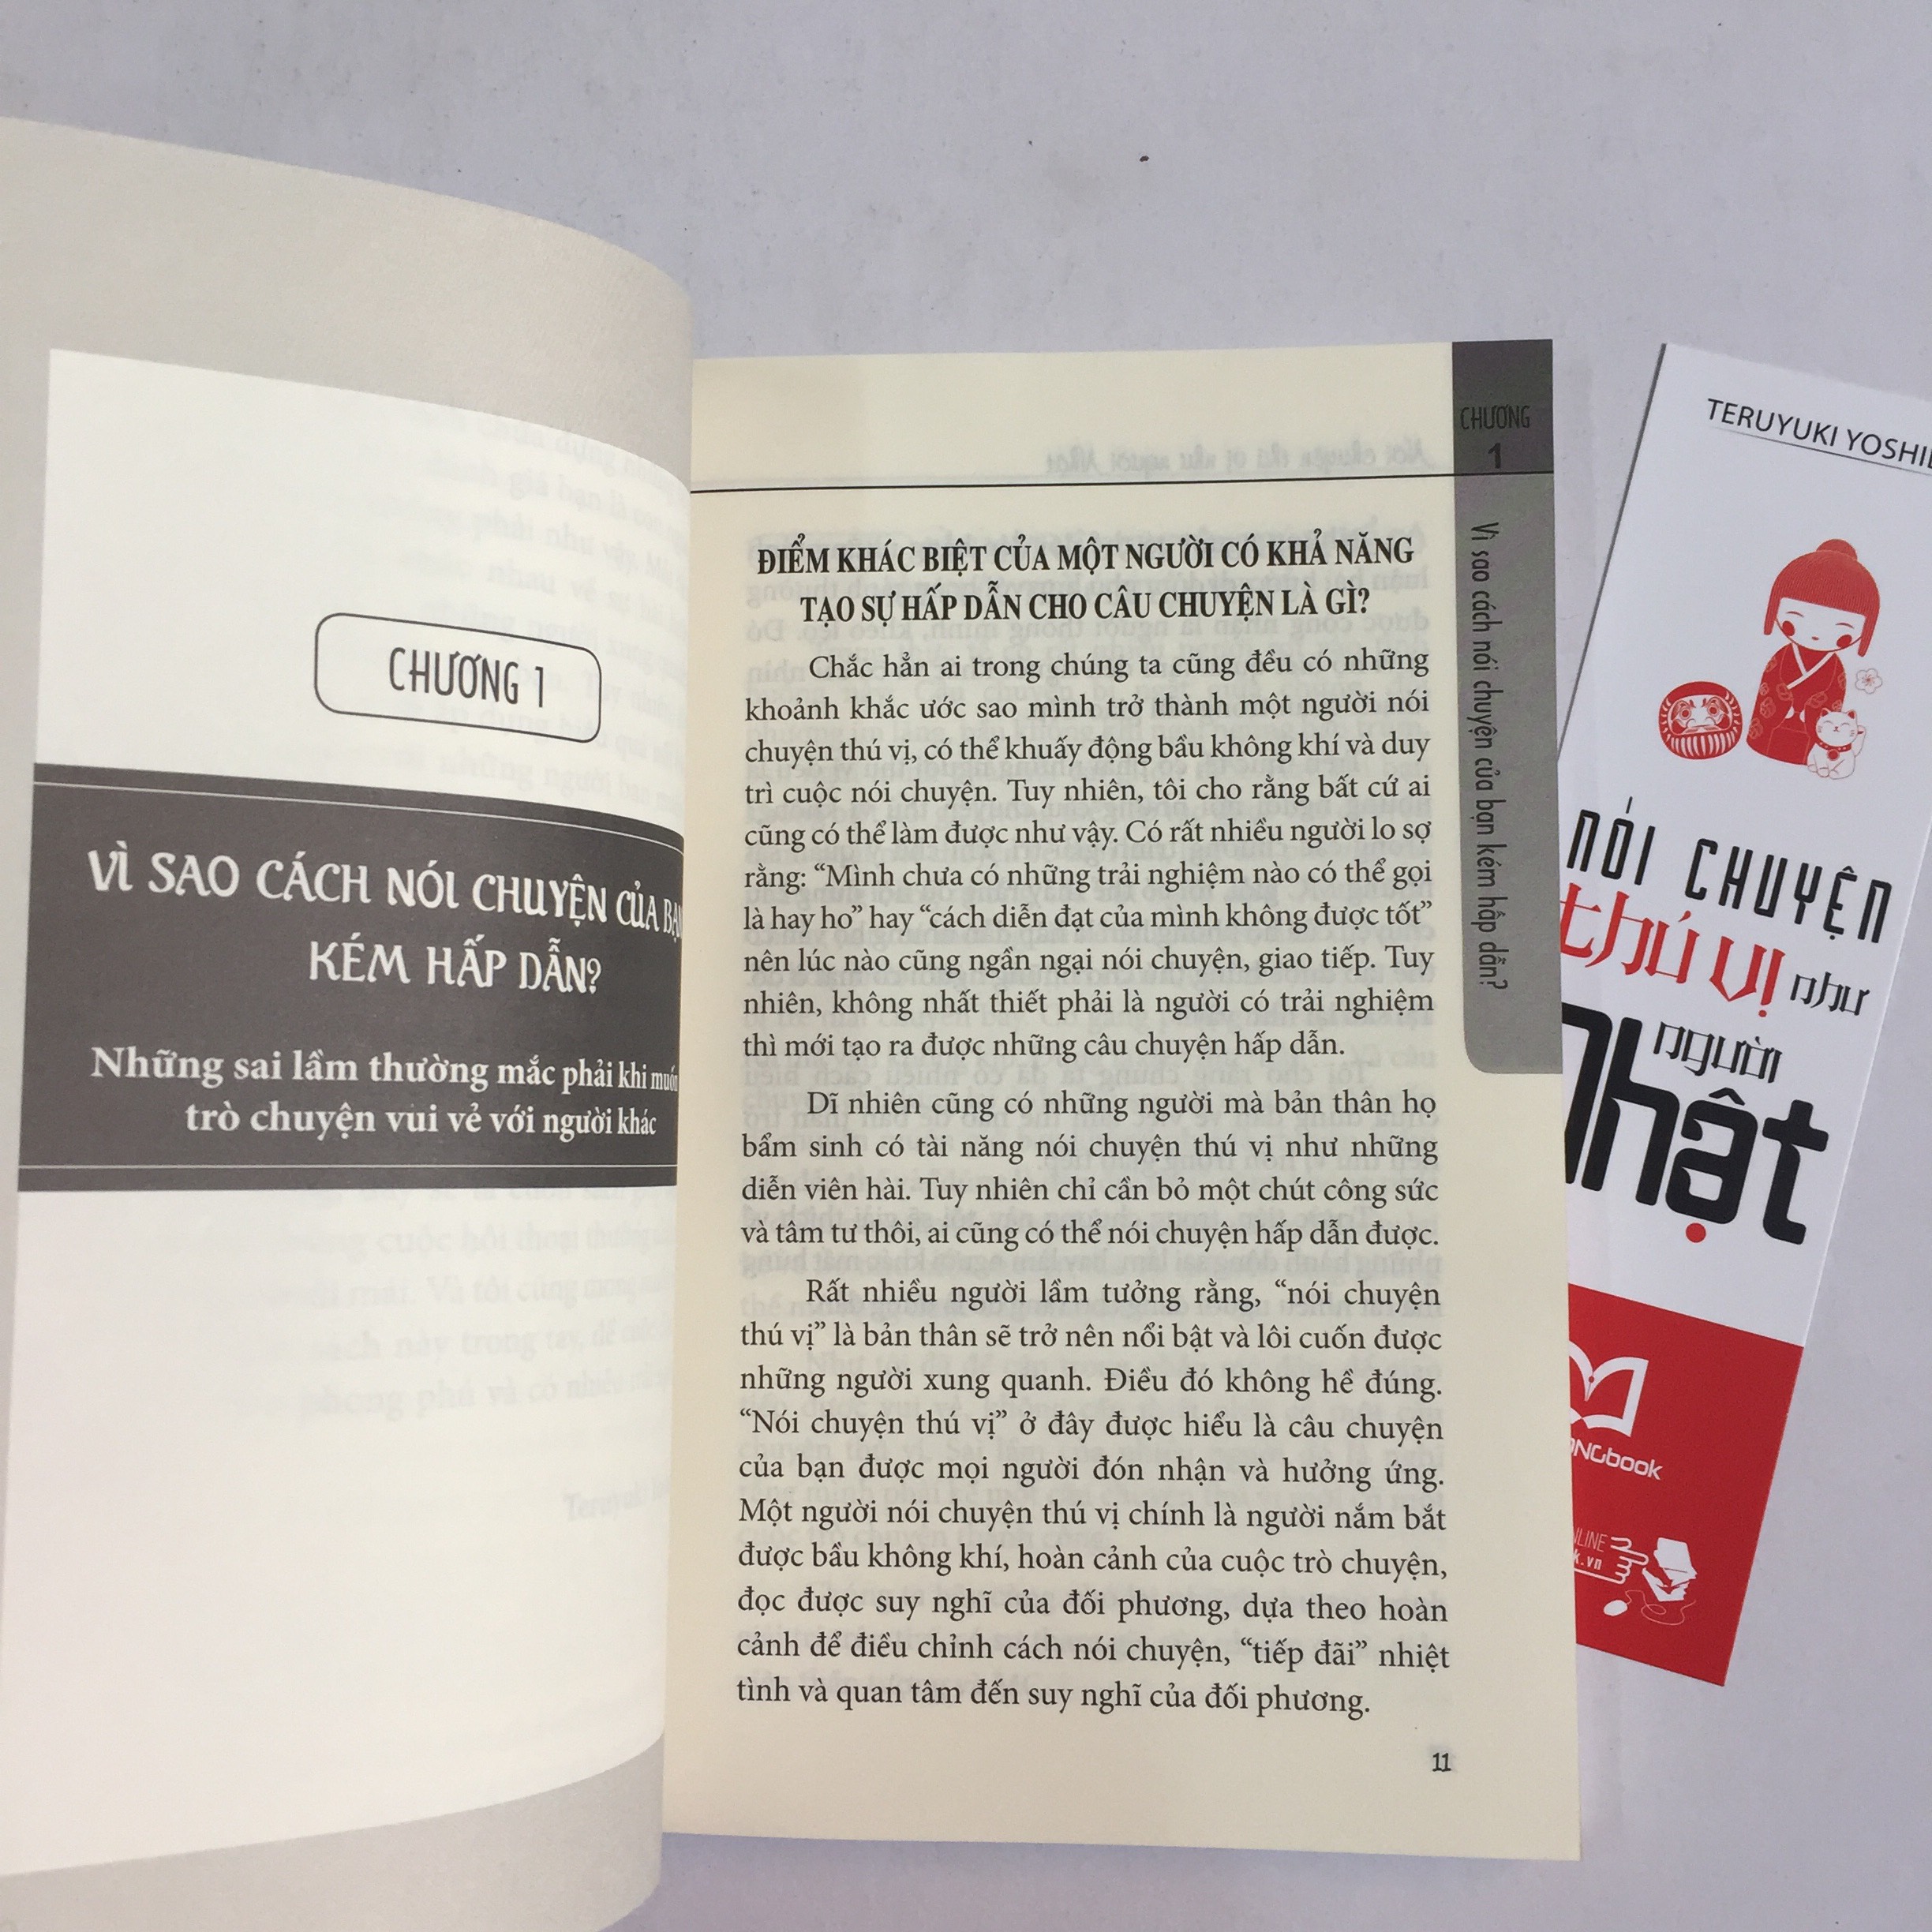 CHƯƠNG 1
VÌ SAO CÁCH NÓI CHUYỆN CỦA
KÉM HẤP DẪN?
Những sai lầm thường mắc phải khi
trò chuyện vui vẻ với người khác
CHƯƠNG
1
Vì sao cách nói chuyện của bạn kém hấp dẫn?
ĐIỂM KHÁC BIỆT CỦA MỘT NGƯỜI CÓ KHẢ NĂNG
TẠO SỰ HẤP DẪN CHO CÂU CHUYỆN LÀ GÌ?
Chắc hẳn ai trong chúng ta cũng đều có những
khoảnh khắc ước sao mình trở thành một người nói
chuyện thú vị, có thể khuấy động bầu không khí và duy
trì cuộc nói chuyện. Tuy nhiên, tôi cho rằng bất cứ ai
cũng có thể làm được như vậy. Có rất nhiều người lo sợ
rằng: “Mình chưa có những trải nghiệm nào có thể gọi
là hay ho” hay “cách diễn đạt của mình không được tốt”
nên lúc nào cũng ngần ngại nói chuyện, giao tiếp. Tuy
nhiên, không nhất thiết phải là người có trải nghiệm
thì mới tạo ra được những câu chuyện hấp dẫn.
Dĩ nhiên cũng có những người mà bản thân họ
bẩm sinh có tài năng nói chuyện thú vị như những
diễn viên hài. Tuy nhiên chỉ cần bỏ một chút công sức
và tâm tư thôi, ai cũng có thể nói chuyện hấp dẫn được.
Rất nhiều người lầm tưởng rằng, “nói chuyện
thú vị” là bản thân sẽ trở nên nổi bật và lôi cuốn được
những người xung quanh. Điều đó không hề đúng.
“Nói chuyện thú vị” ở đây được hiểu là câu chuyện
của bạn được mọi người đón nhận và hưởng ứng.
Một người nói chuyện thú vị chính là người nắm bắt
được bầu không khí, hoàn cảnh của cuộc trò chuyện,
đọc được suy nghĩ của đối phương, dựa theo hoàn
cảnh để điều chỉnh cách nói chuyện, “tiếp đãi” nhiệt
tình và quan tâm đến suy nghĩ của đối phương.
11
TERUYUKI
NÓI CHUYỆN
thú vị như
người
Nhật